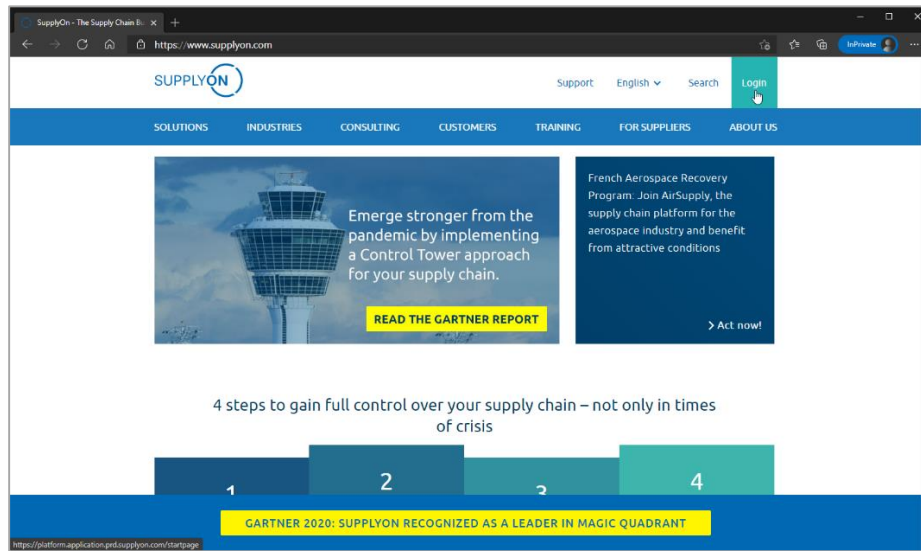 SupplyOn - The Supply Chain Bu
https://www.supplyon.com
InPrivate
SUPPLYON
Support English Search Login
SOLUTIONS INDUSTRIES CONSULTING CUSTOMERS TRAINING FOR SUPPLIERS ABOUT US
Emerge stronger from the
pandemic by implementing
a Control Tower approach
for your supply chain.
READ THE GARTNER REPORT
French Aerospace Recovery
Program: Join AirSupply, the
supply chain platform for the
aerospace industry and benefit
from attractive conditions
Act now!
4 steps to gain full control over your supply chain – not only in times
of crisis
1 2 3 4
GARTNER 2020: SUPPLYON RECOGNIZED AS A LEADER IN MAGIC QUADRANT
https://platform.application.prd.supplyon.com/startpage